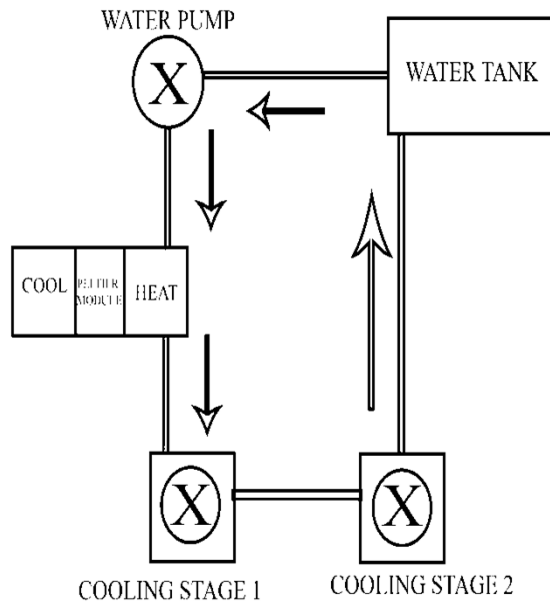 WATER PUMP
X
WATER TANK
COOL
PELTIER
MODULE
HEAT
X
X
COOLING STAGE 1
COOLING STAGE 2